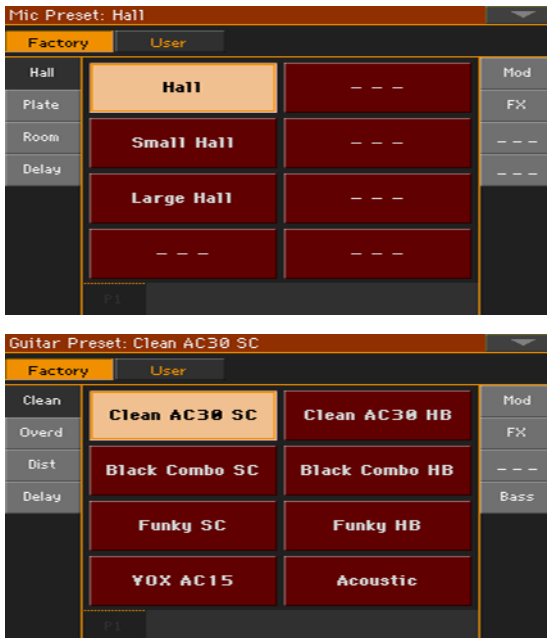 Mic Preset: Hall
Factory User
Hall Hall - - - Mod
Plate FX
Room Small Hall - - - - - -
Delay - - -
Large Hall - - -
- - - - - -
P1
Guitar Preset: Clean AC30 SC
Factory User
Clean Clean AC30 SC Clean AC30 HB Mod
Overd FX
Dist Black Combo SC Black Combo HB - - -
Delay Bass
Funky SC Funky HB
VOX AC15 Acoustic
P1